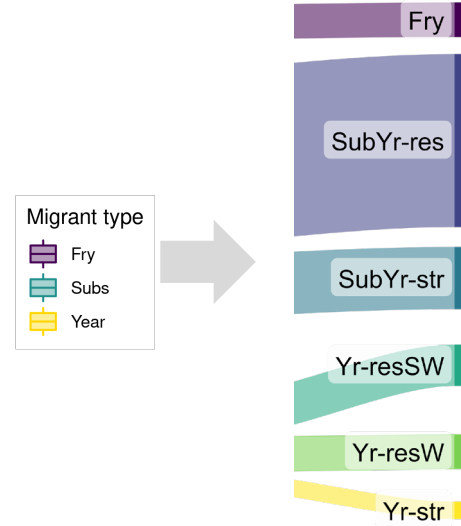 Migrant type
Fry
Subs
Year
Fry
SubYr-res
SubYr-str
Yr-resSW
Yr-resW
Yr-str